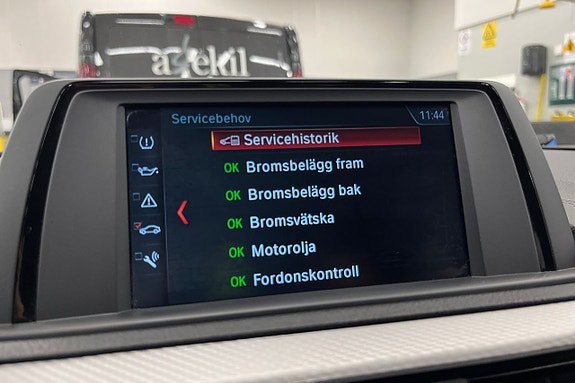 Servicebehov
11:44
Servicehistorik
OK Bromsbelägg fram
OK Bromsbelägg bak
OK Bromsvätska
OK Motorolja
OK Fordonskontroll